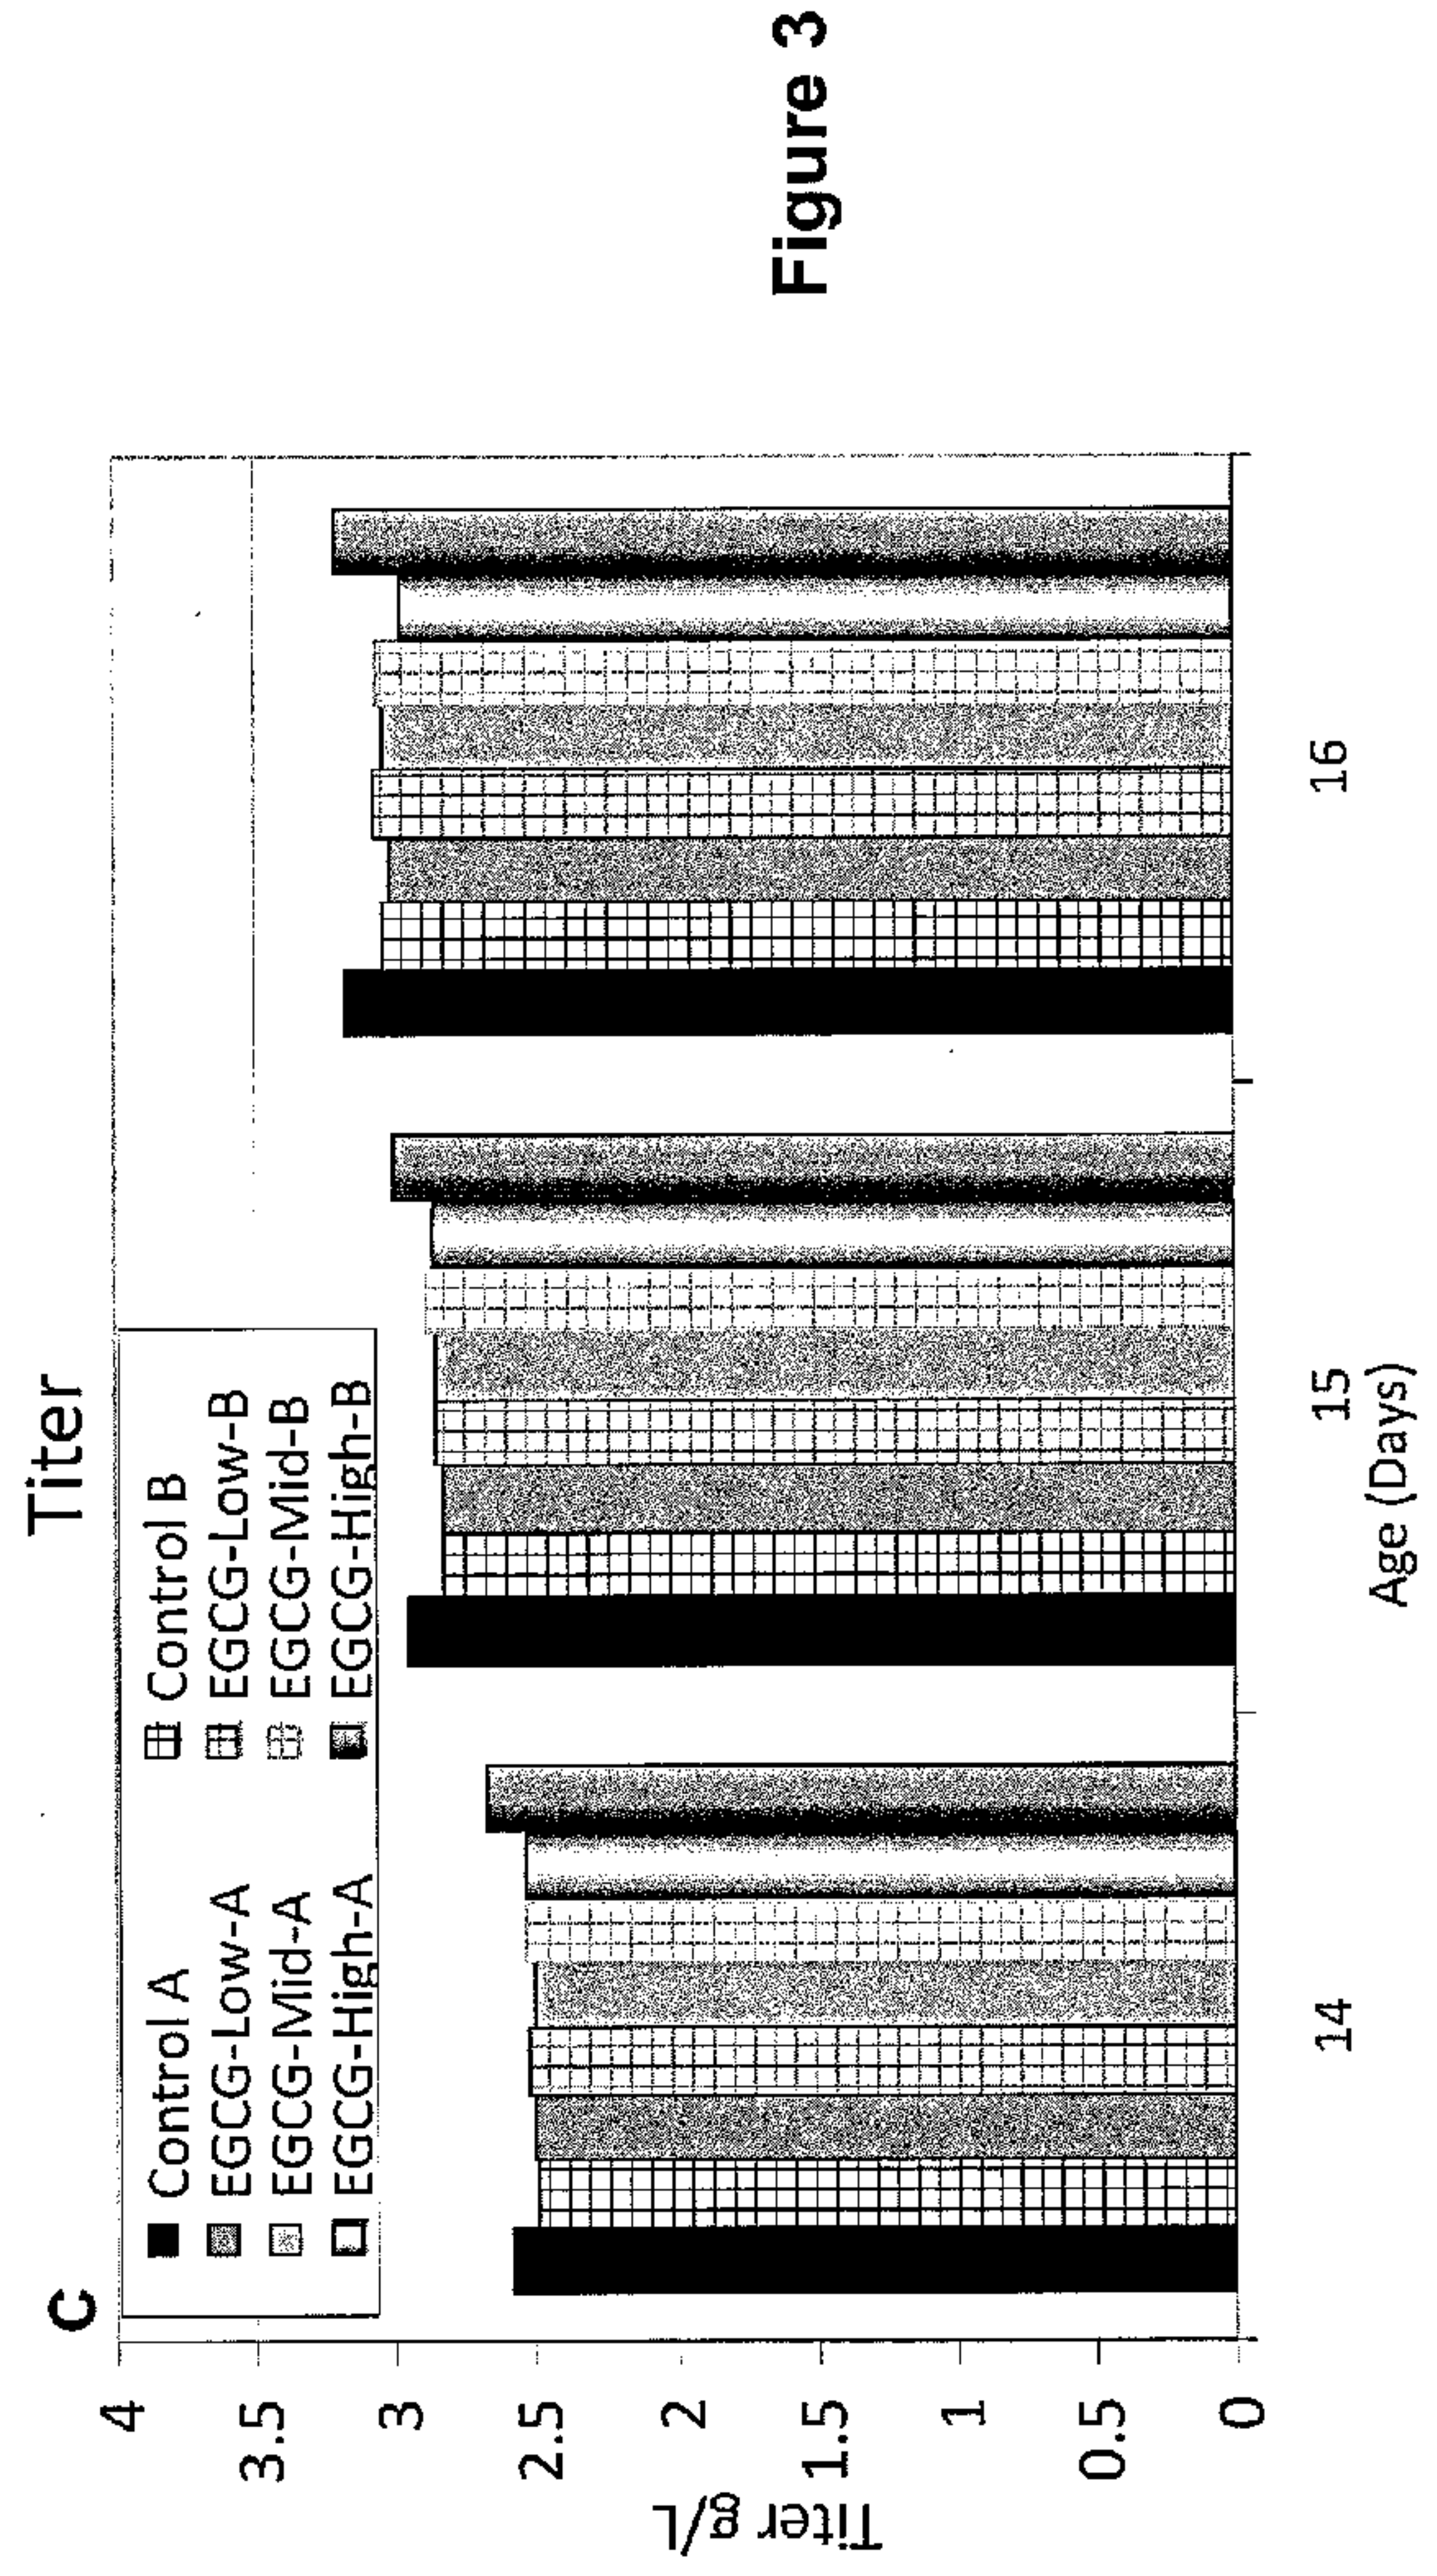 C
Titer
Control A
Control B
EGCG-Low-A
EGCG-Low-B
EGCG-Mid-A
EGCG-Mid-B
EGCG-High-A
EGCG-High-B
Titer g/L
4
3.5
3
2.5
2
1.5
1
0.5
0
14
15
16
Age (Days)
Figure 3